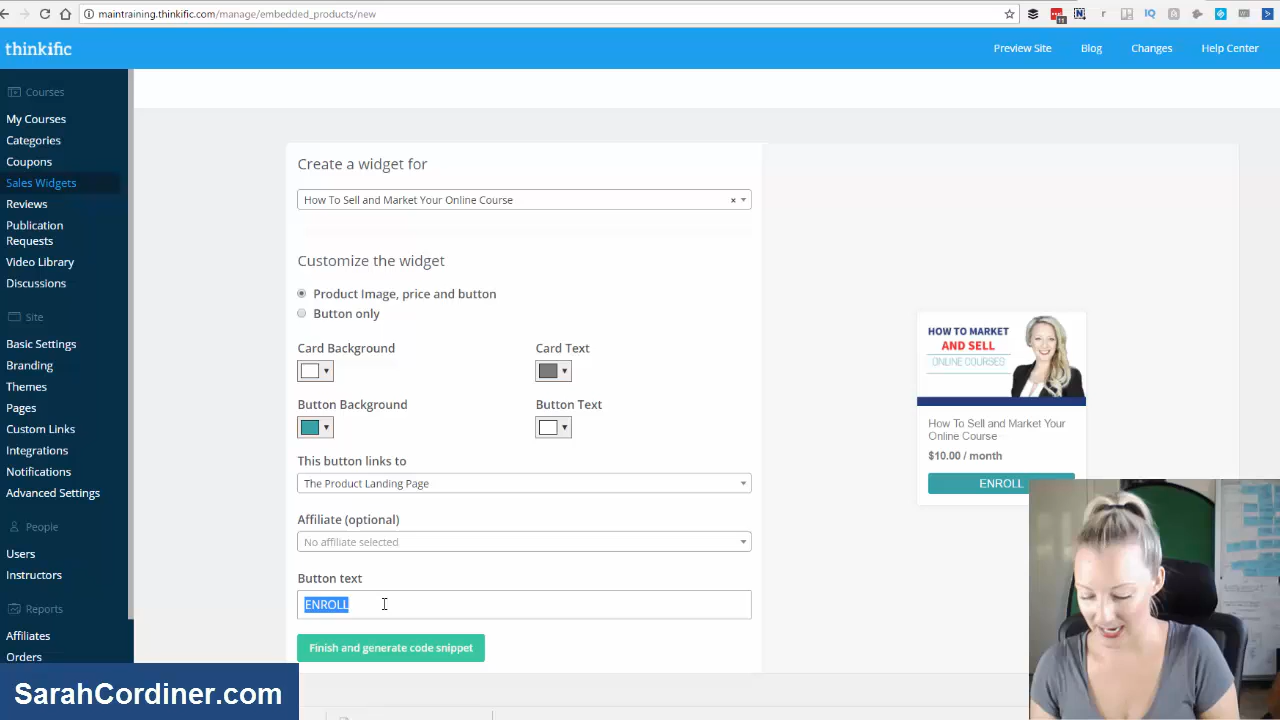 maintraining.thinkific.com/manage/embedded_products/new
thinkific
Preview Site
Blog
Changes
Help Center
Courses
My Courses
Categories
Coupons
Sales Widgets
Reviews
Publication
Requests
Video Library
Discussions
Site
Basic Settings
Branding
Themes
Pages
Custom Links
Integrations
Notifications
Advanced Settings
People
Users
Instructors
Reports
Affiliates
Orders
Create a widget for
How To Sell and Market Your Online Course
Customize the widget
Product Image, price and button
Button only
Card Background
Card Text
Button Background
Button Text
This button links to
The Product Landing Page
Affiliate (optional)
No affiliate selected
Button text
ENROLL
Finish and generate code snippet
HOW TO MARKET
AND SELL
ONLINE COURSES
How To Sell and Market Your
Online Course
$10.00 / month
ENROLL
SarahCordiner.com